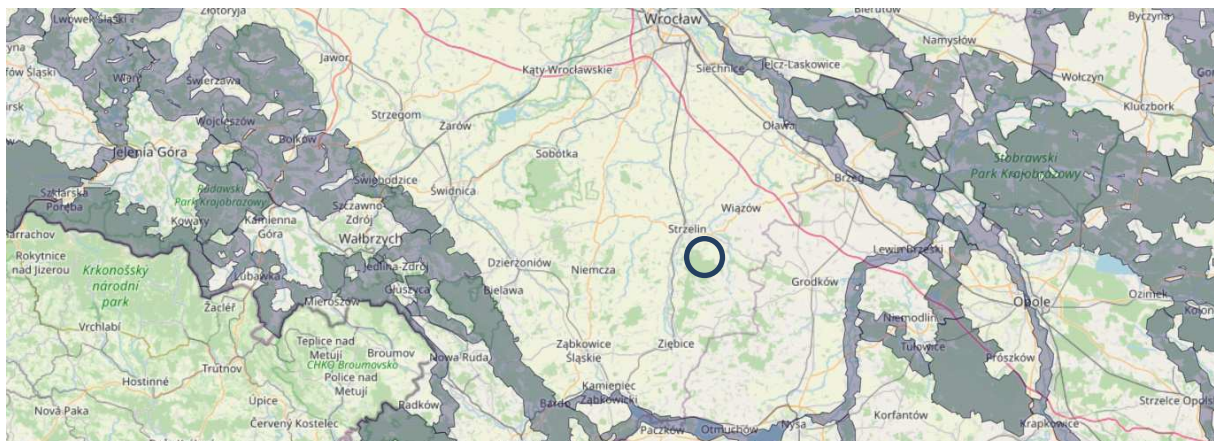 Lwówek Śląski
Złotoryja
Wrocław
Bierutów
Byczyna
Namysłów
Jawor
Kąty-Wrocławskie
Siechnice
Jelcz-Laskowice
Wleń
Świerzawa
Wołczyn
Kluczbork
Strzegom
Żarów
Wojcieszów
Bolków
Oława
Jelenia Góra
Sobótka
Stobrawski
Park Krajobrazowy
Świebodzice
Świdnica
Brzeg
Szklarska
Poręba
Rudawski
Park Krajobrazowy
Kowary
Kamienna
Góra
Szczawno-
Zdrój
Wiązów
Strzelin
Wałbrzych
Harrachov
Rokytnice
nad Jizerou
Krkonošský
národní
park
Lubawka
Jedlina-Zdrój
Głuszyca
Dzierżoniów
Niemcza
Bielawa
Lewin Brzeski
Grodków
Opole
Ozimek
Żacléř
Mieroszów
Vrchlabí
Trutnov
Teplice nad
Metují
Broumov
CHKO Broumovsko
Police nad
Metují
Nowa Ruda
Ząbkowice
Śląskie
Ziębice
Niemodlin
Tułowice
Prószków
Hostinné
Úpice
Červený Kostelec
Nová Paka
Radków
Kamieniec
Ząbkowicki
Bardo
Paczków
Otmuchów
Nysa
Korfantów
Krapkowice
Strzelce Opols